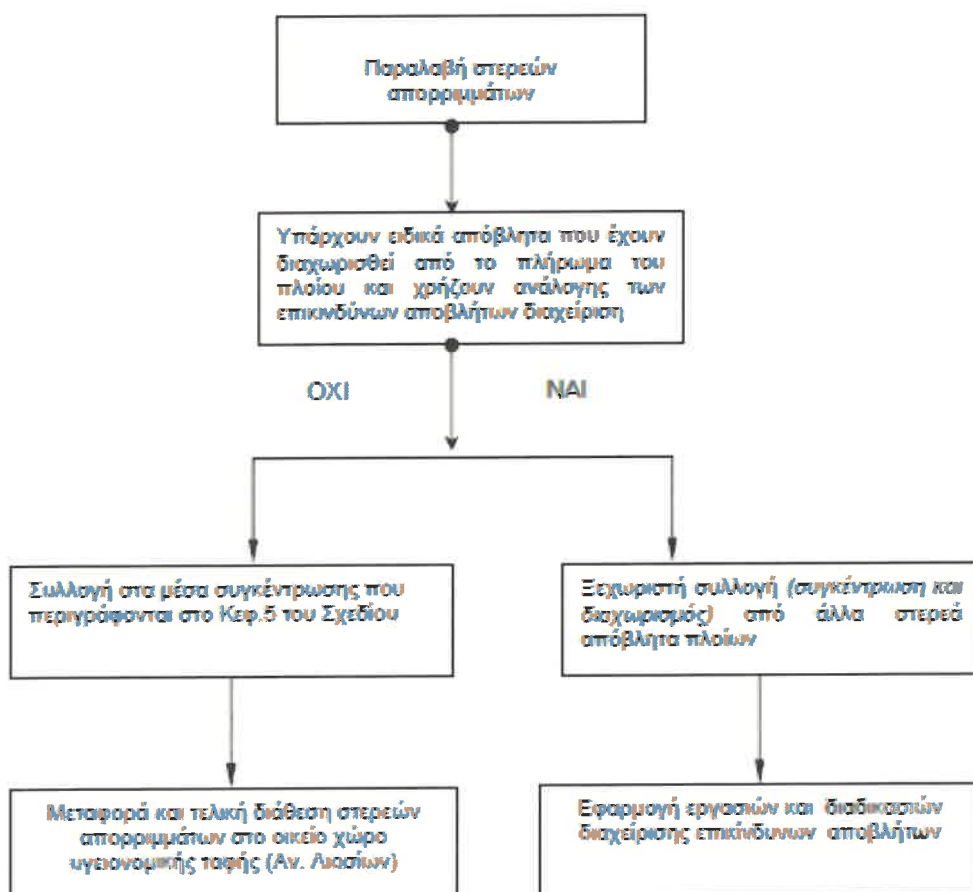 Παραλαβή στερεών
απορριμμάτων
Υπάρχουν ειδικά απόβλητα που έχουν
διαχωρισθεί από το πλήρωμα του
πλοίου και χρήζουν ανάλογης των
επικινδύνων αποβλήτων διαχείριση
ΟΧΙ ΝΑΙ
Συλλογή στα μέσα συγκέντρωσης που
περιγράφονται στο Κεφ.5 του Σχεδίου
Ξεχωριστή συλλογή (συγκέντρωση και
διαχωρισμός) από άλλα στερεά
απόβλητα πλοίων
Μεταφορά και τελική διάθεση στερεών
απορριμμάτων στο οικείο χώρο
υγειονομικής ταφής (Αν. Λιοσίων)
Εφαρμογή εργασιών και διαδικασιών
διαχείρισης επικίνδυνων αποβλήτων